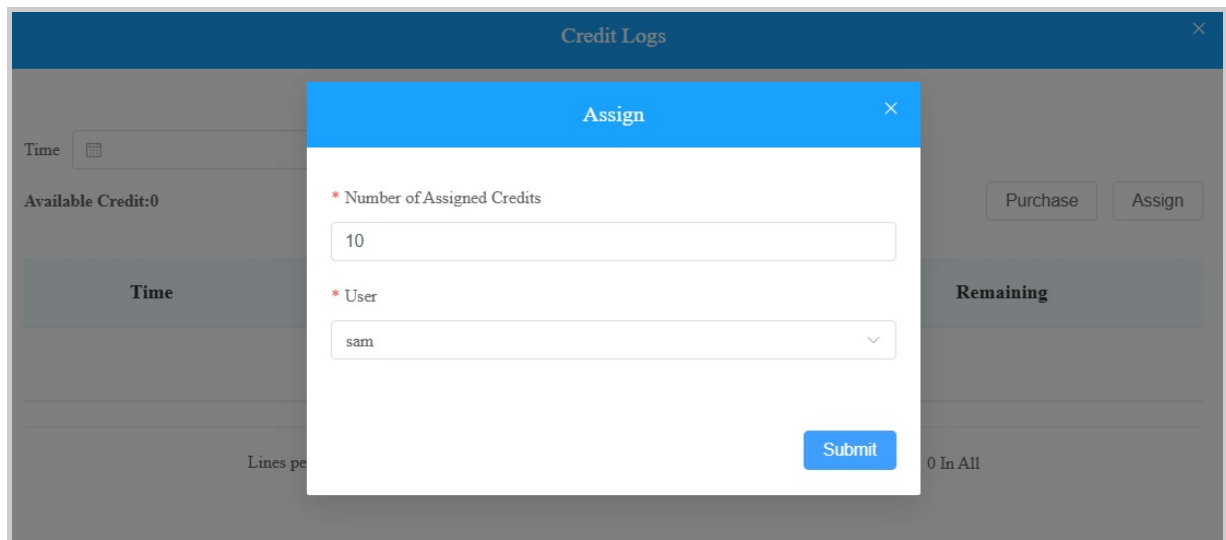 Credit Logs
Assign
Time
Available Credit:0
* Number of Assigned Credits
Purchase
Assign
10
Time
* User
Remaining
sam
Submit
Lines pe
0 In All